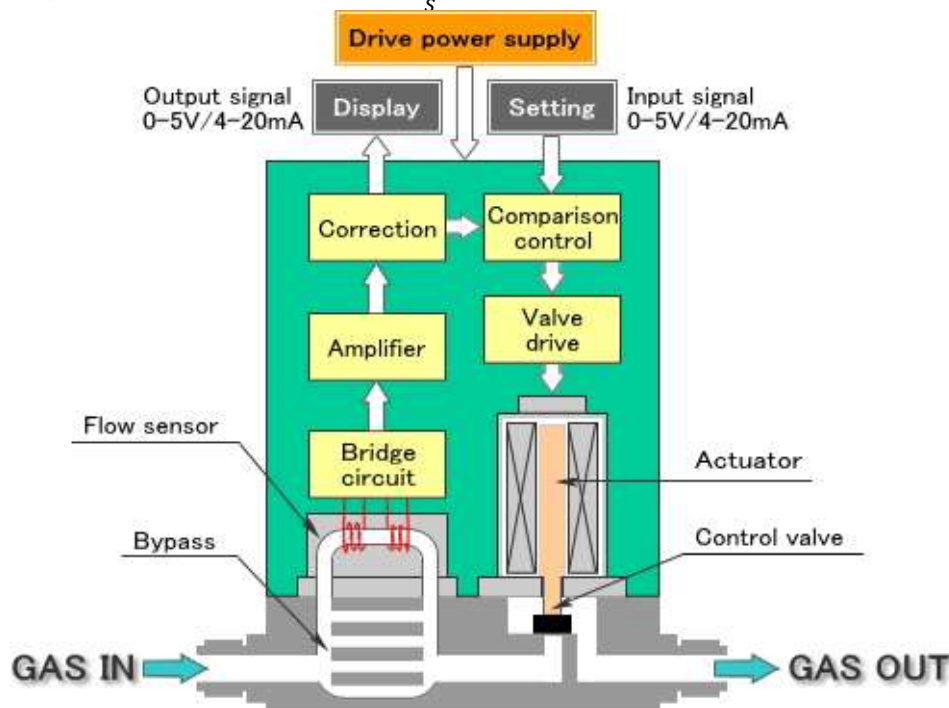 s
Drive power supply
Output signal
0-5V/4-20mA
Display
Setting
Input signal
0-5V/4-20mA
Correction
Comparison
control
Amplifier
Valve
drive
Flow sensor
Bridge
circuit
Actuator
Bypass
Control valve
GAS IN
GAS OUT